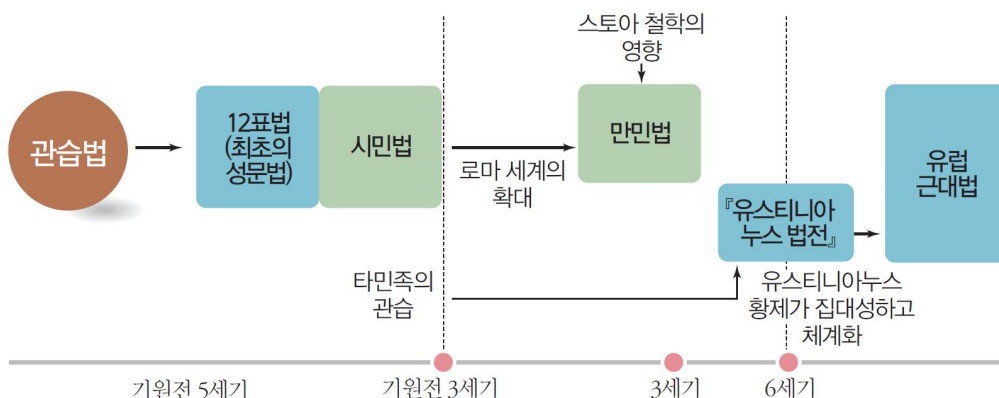 스토아 철학의
영향
관습법
12표법
(최초의
성문법)
시민법
만민법
로마 세계의
확대
유럽
근대법
『유스티니아
누스 법전』
타민족의
관습
유스티니아누스
황제가 집대성하고
체계화
기원전 5세기
기원전 3세기
3세기
6세기